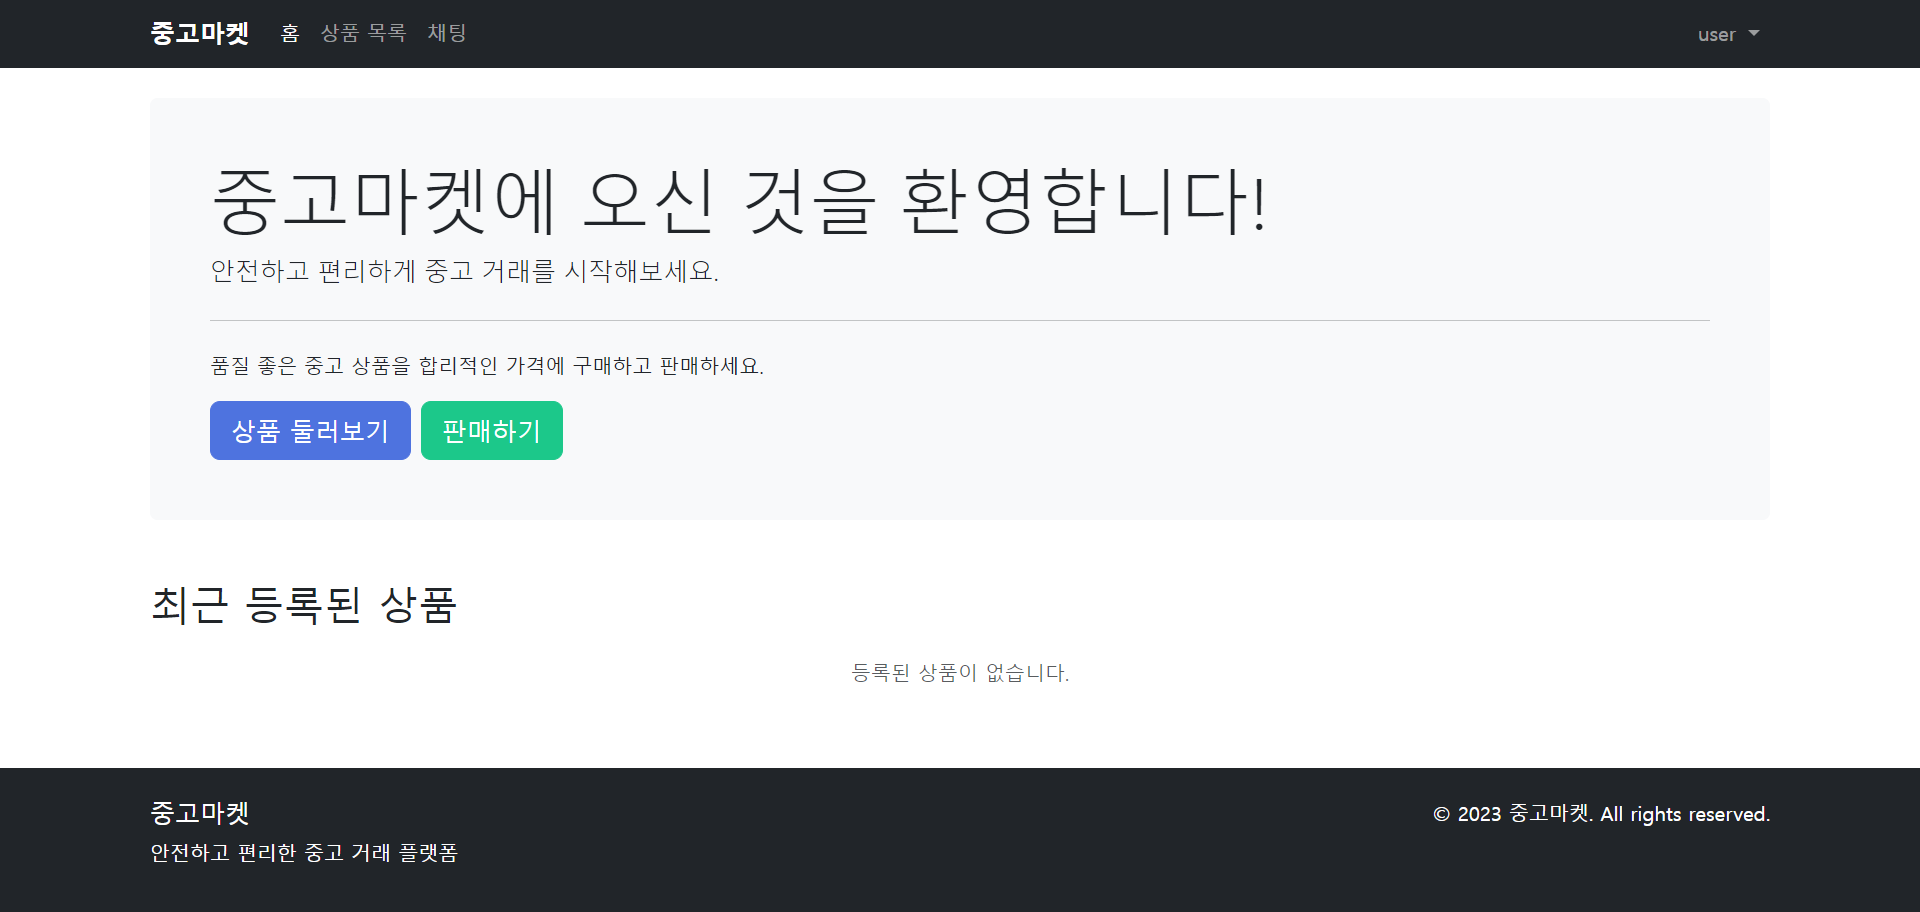 중고마켓 홈 상품 목록 채팅 user
중고마켓에 오신 것을 환영합니다!
안전하고 편리하게 중고 거래를 시작해보세요.
품질 좋은 중고 상품을 합리적인 가격에 구매하고 판매하세요.
상품 둘러보기 판매하기
최근 등록된 상품
등록된 상품이 없습니다.
중고마켓 © 2023 중고마켓. All rights reserved.
안전하고 편리한 중고 거래 플랫폼